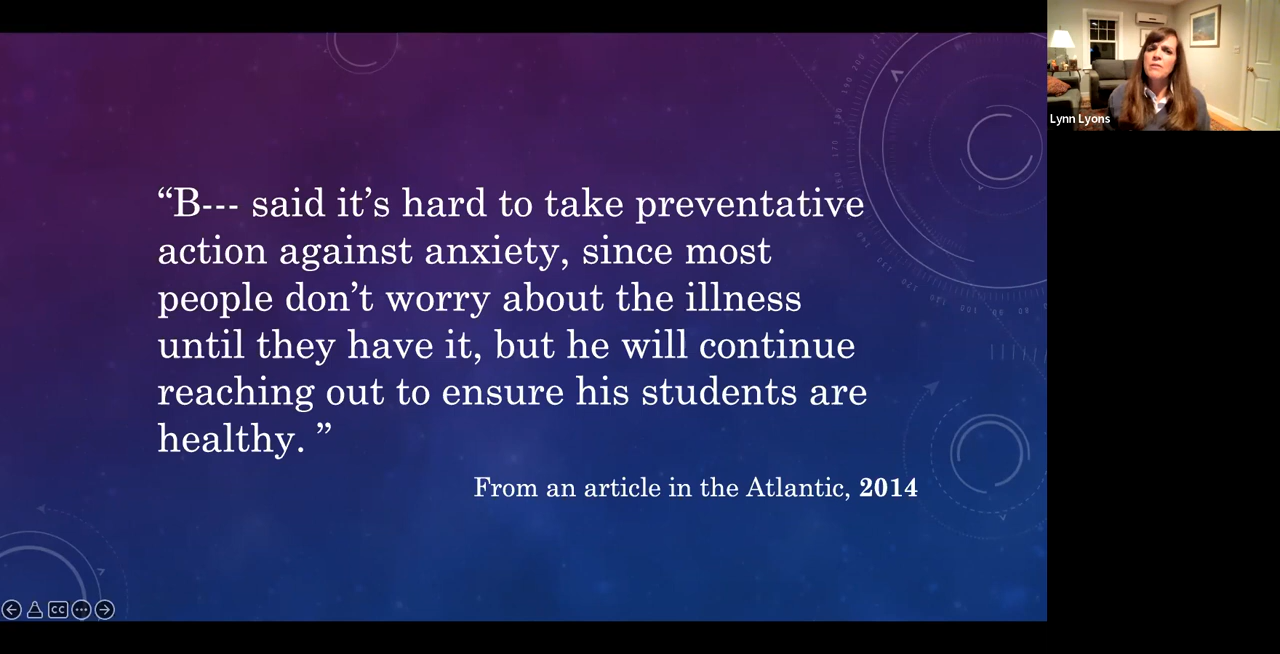 “B--- said it’s hard to take preventative
action against anxiety, since most
people don’t worry about the illness
until they have it, but he will continue
reaching out to ensure his students are
healthy. ”
From an article in the Atlantic, 2014
Lynn Lyons
CC